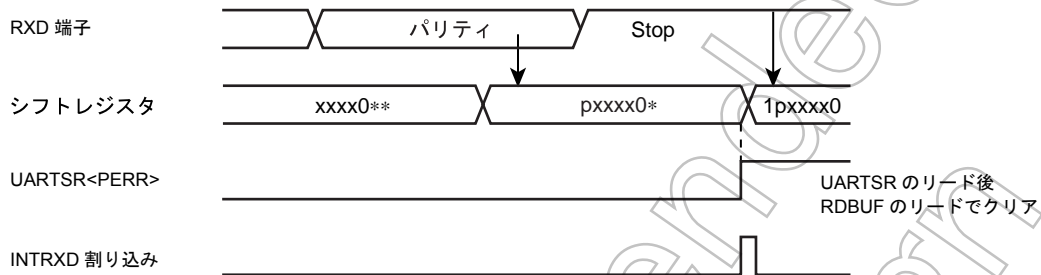 RXD 端子
パリティ
Stop
シフトレジスタ
xxxx0**
pxxxx0*
1pxxxx0
UARTSR<PERR>
UARTSR のリード後
RDBUF のリードでクリア
INTRXD 割り込み